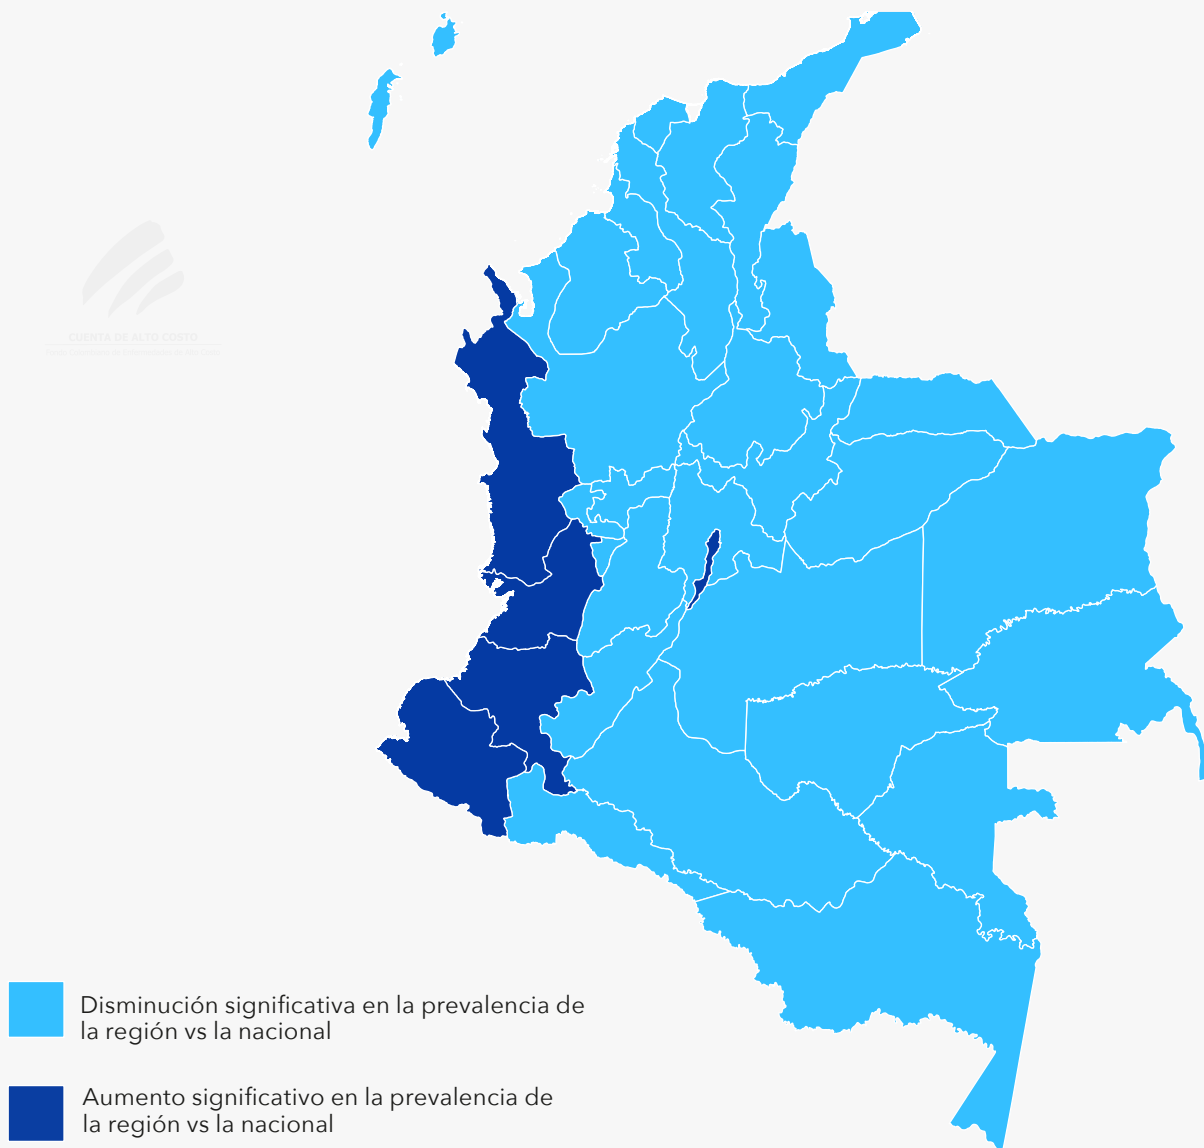 CUENTA DE ALTO COSTO
Disminución significativa en la prevalencia de
la región vs la nacional
Aumento significativo en la prevalencia de
la región vs la nacional